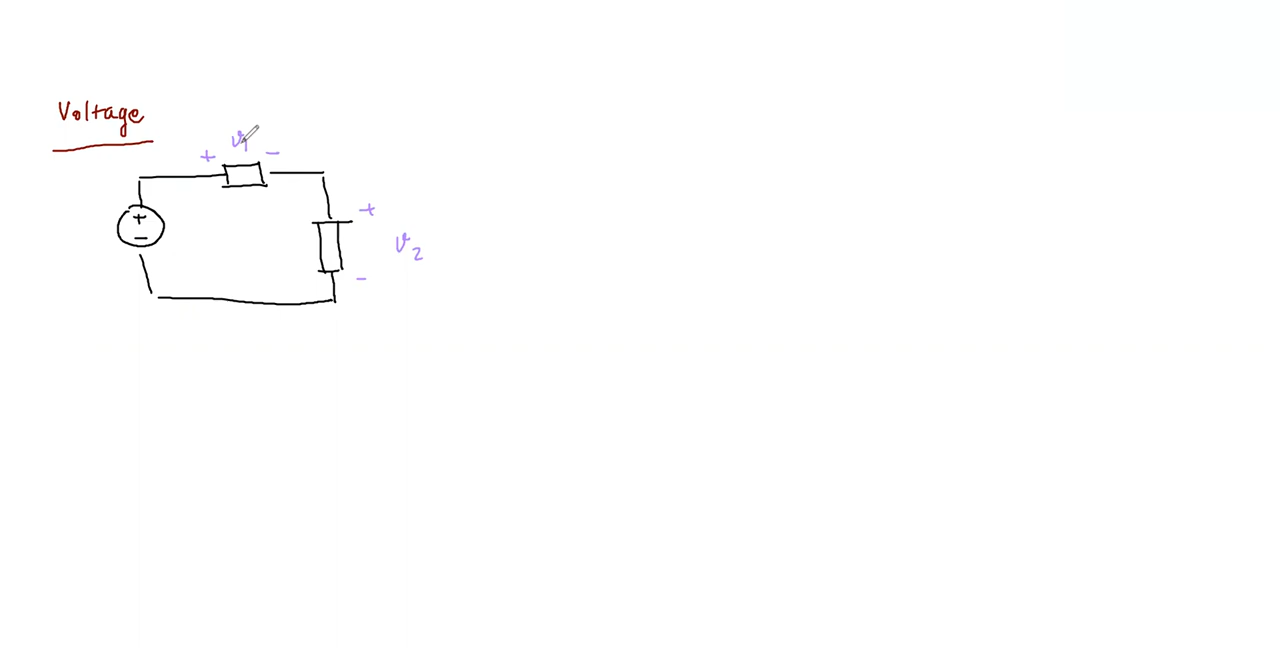 Voltage
+ v1 -
+
-
+
v2
-